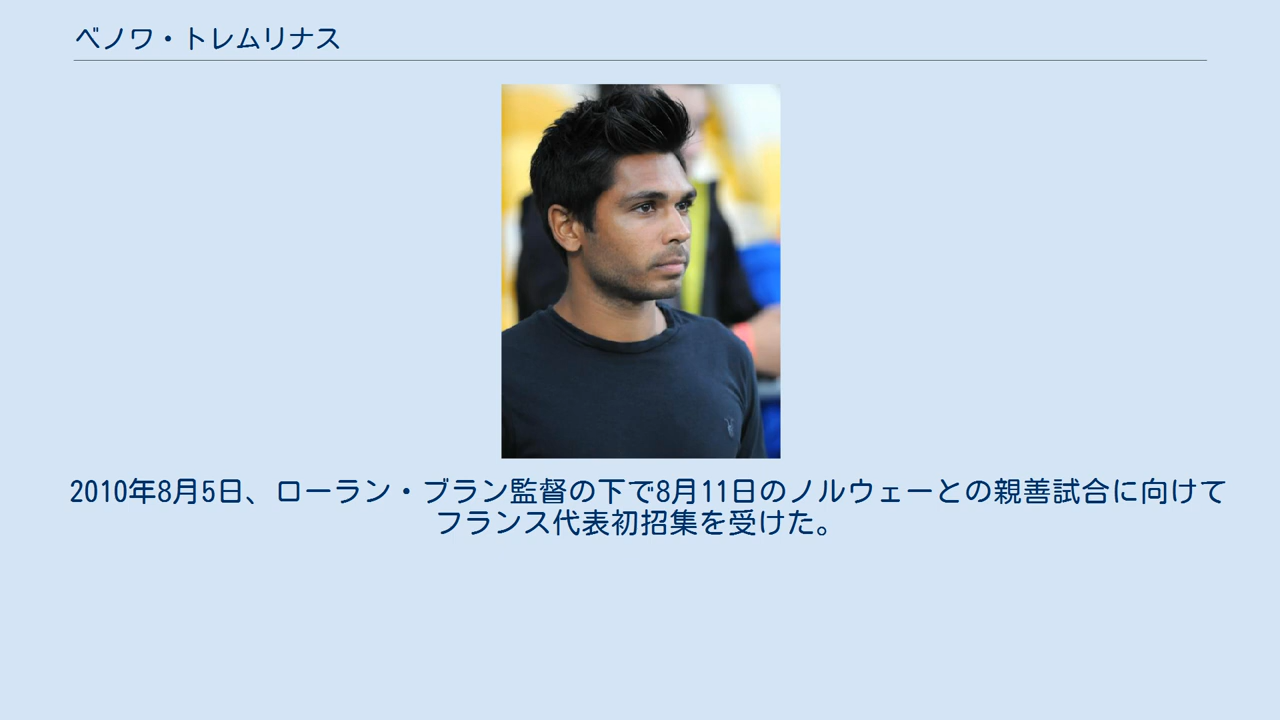 ベノワ・トレムリナス
2010年8月5日、ローラン・ブラン監督の下で8月11日のノルウェーとの親善試合に向けて
フランス代表初招集を受けた。